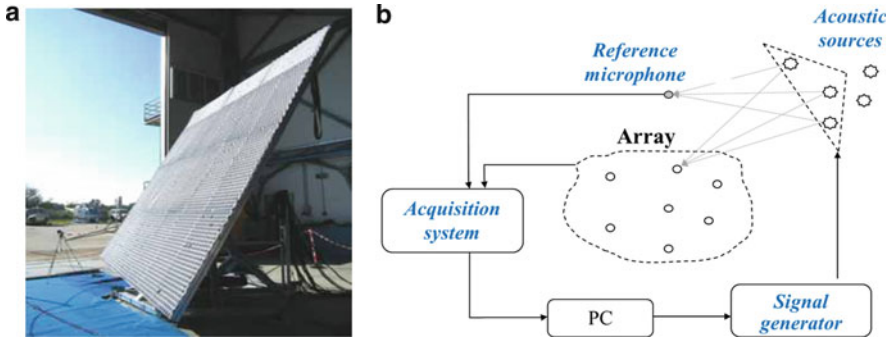 a
b
Acoustic
sources
Reference
microphone
Array
Acquisition
system
PC
Signal
generator